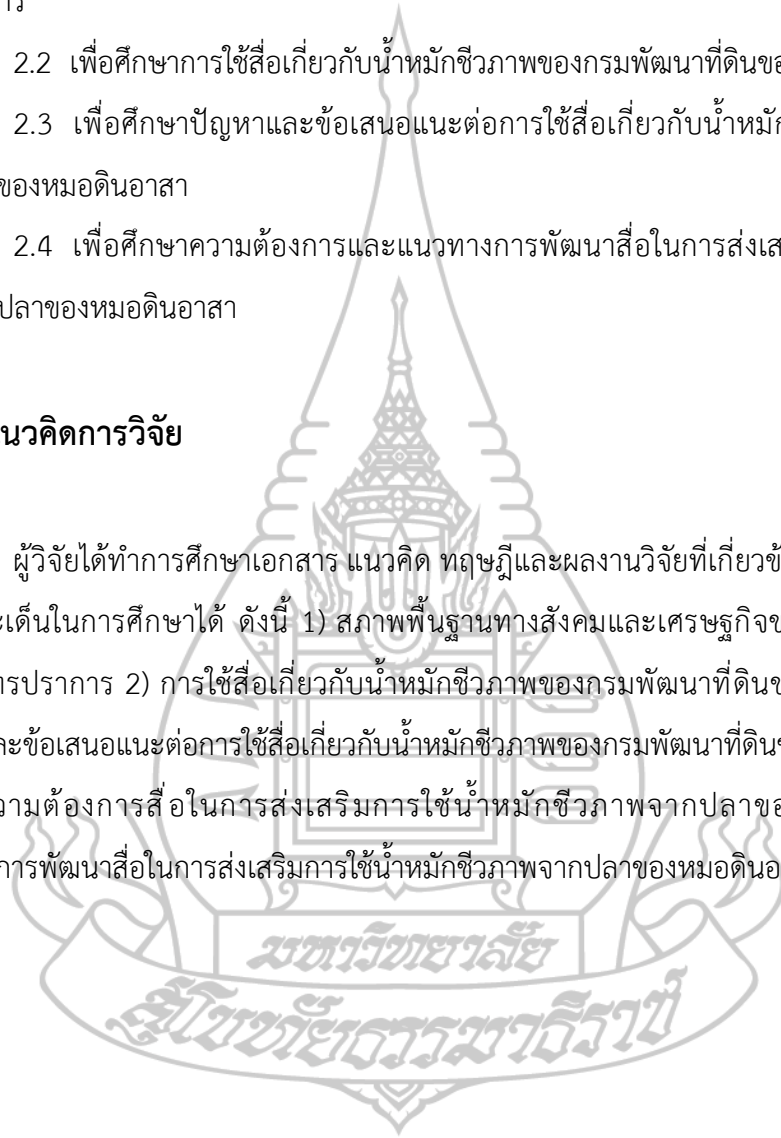 2.2 เพื่อศึกษาการใช้สื่อเกี่ยวกับน้ำหมักชีวภาพของกรมพัฒนาที่ดินขอ
2.3 เพื่อศึกษาปัญหาและข้อเสนอแนะต่อการใช้สื่อเกี่ยวกับน้ำหมัก
ของหมอดินอาสา
2.4 เพื่อศึกษาความต้องการและแนวทางการพัฒนาสื่อในการส่งเส
ปลาของหมอดินอาสา
นวคิดการวิจัย
ผู้วิจัยได้ทำการศึกษาเอกสาร แนวคิด ทฤษฎีและผลงานวิจัยที่เกี่ยวข้
ะเด็นในการศึกษาได้ ดังนี้ 1) สภาพพื้นฐานทางสังคมและเศรษฐกิจข
ทรปราการ 2) การใช้สื่อเกี่ยวกับน้ำหมักชีวภาพของกรมพัฒนาที่ดินข
ละข้อเสนอแนะต่อการใช้สื่อเกี่ยวกับน้ำหมักชีวภาพของกรมพัฒนาที่ดินข
วามต้องการสื่อในการส่งเสริมการใช้น้ำหมักชีวภาพจากปลาขอ
การพัฒนาสื่อในการส่งเสริมการใช้น้ำหมักชีวภาพจากปลาของหมอดินอ
มหาวิทยาลัย
สุโขทัยธรรมาธิราช